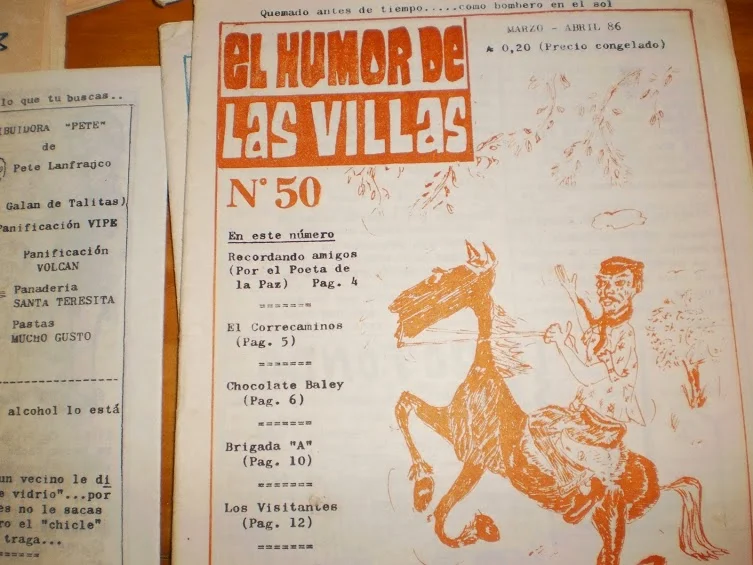 Quemado antes de tiempo.....como bombero en el sol
EL HUMOR DE
LAS VILLAS
MARZO - ABRIL 86
₳ 0,20 (Precio congelado)
N° 50
En este número
Recordando amigos
(Por el Poeta de
la Paz) Pag. 4
=======
El Correcaminos
(Pag. 5)
=======
Chocolate Baley
(Pag. 6)
=======
Brigada "A"
(Pag. 10)
=======
Los Visitantes
(Pag. 12)
=======
lo que tu buscas..
"PETE"
de
Pete Lanfranco
Galan de Talitas)
Panificación VIPE
Panificación
VOLCAN
Panaderia
SANTA TERESITA
Pastas
MUCHO GUSTO
alcohol lo está
un vecino le di
vidrio"...por
no le sacas
el "chicle"
traga...
=======